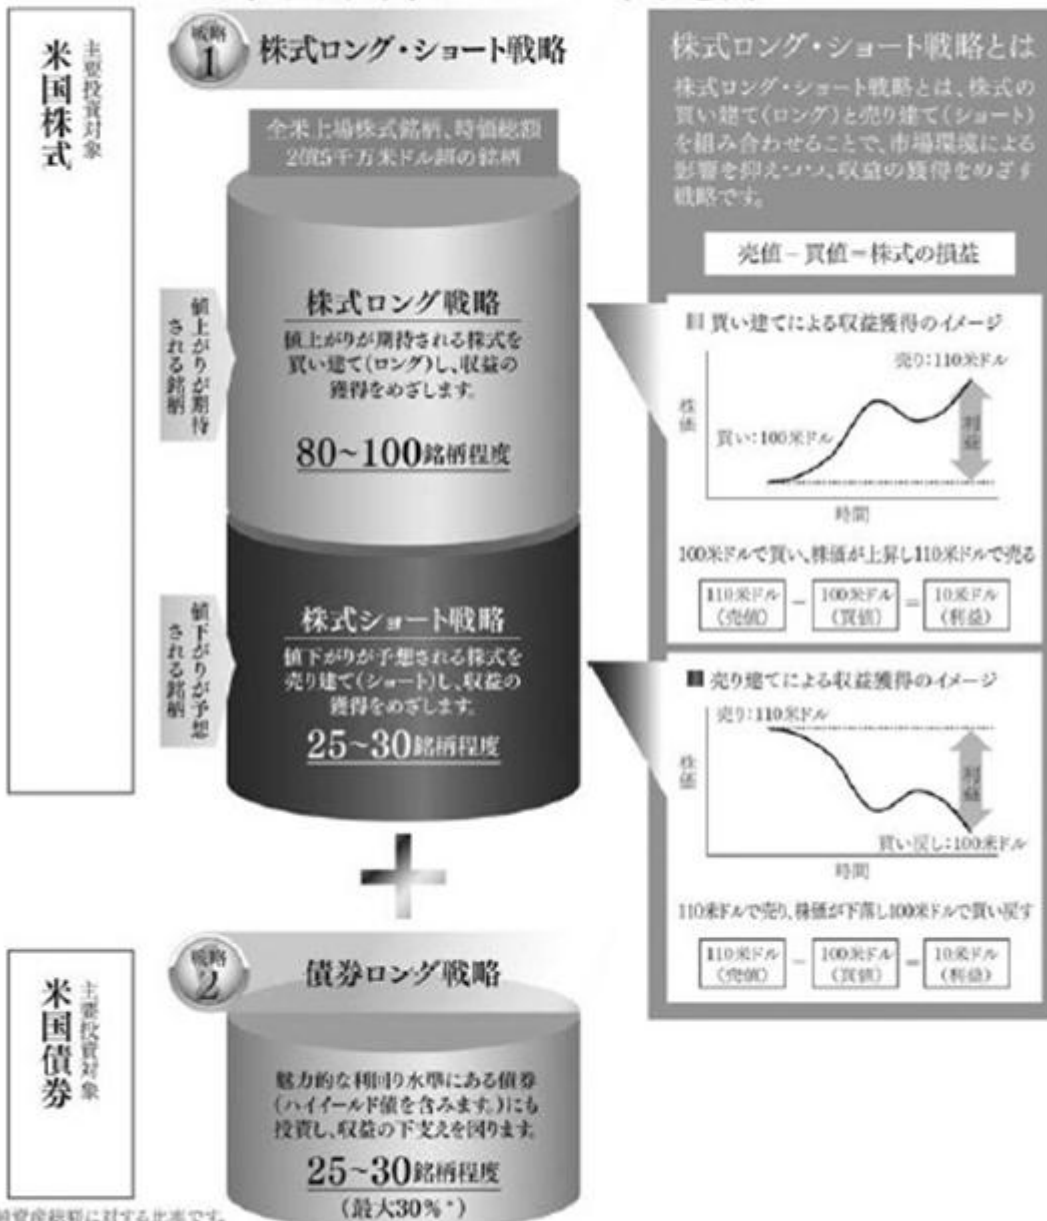 主要投資対象
米国株式
戦略
1
株式ロング・ショート戦略
全米上場株式銘柄、時価総額
2億5千万米ドル超の銘柄
値上がりが期待
される銘柄
株式ロング戦略
値上がりが期待される株式を
買い建て(ロング)し、収益の
獲得をめざします。
80~100銘柄程度
値下がりが予想
される銘柄
株式ショート戦略
値下がりが予想される株式を
売り建て(ショート)し、収益の
獲得をめざします。
25~30銘柄程度
株式ロング・ショート戦略とは
株式ロング・ショート戦略とは、株式の
買い建て(ロング)と売り建て(ショート)
を組み合わせることで、市場環境による
影響を抑えつつ、収益の獲得をめざす
戦略です。
売値-買値=株式の損益
買い建てによる収益獲得のイメージ
売り:110米ドル
株価
買い:100米ドル
利益
時間
100米ドルで買い、株価が上昇し110米ドルで売る
110米ドル - 100米ドル = 10米ドル
(売値) (買値) (利益)
■ 売り建てによる収益獲得のイメージ
売り:110米ドル
株価
利益
買い戻し:100米ドル
時間
110米ドルで売り、株価が下落し100米ドルで買い戻す
110米ドル - 100米ドル = 10米ドル
(売値) (買値) (利益)
主要投資対象
米国債券
戦略
2
債券ロング戦略
魅力的な利回り水準にある債券
(ハイイールド債を含みます。)にも
投資し、収益の下支えを図ります。
25~30銘柄程度
(最大30%*)
資産総額に対する比率です。